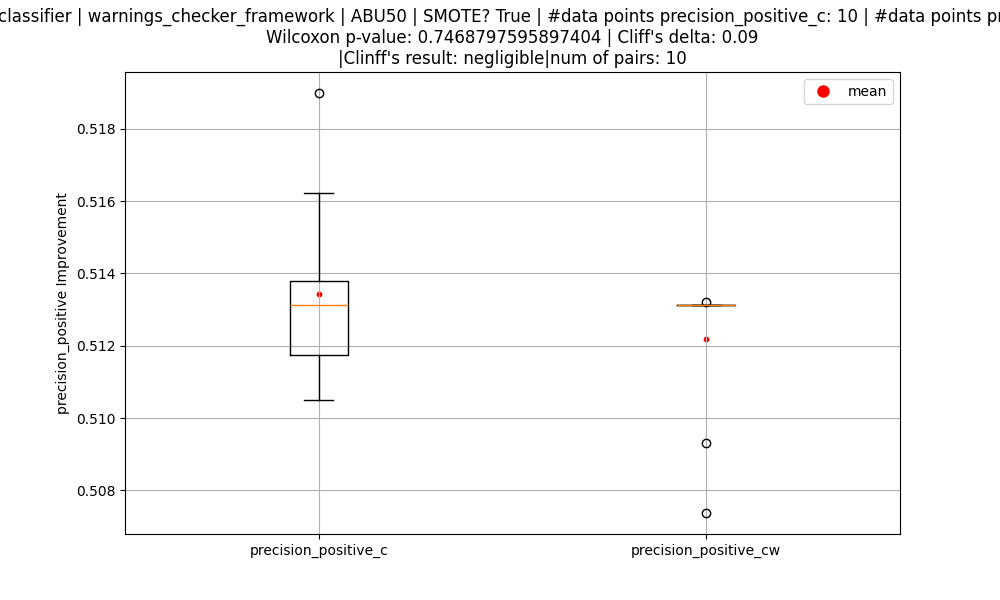 classifier | warnings_checker_framework | ABU50 | SMOTE? True | #data points precision_positive_c: 10 | #data points
Wilcoxon p-value: 0.7468797595897404 | Cliff's delta: 0.09
|Clinff's result: negligible|num of pairs: 10
mean
0.518
0.516
0.514
0.512
0.510
0.508
precision_positive Improvement
precision_positive_c
precision_positive_cw